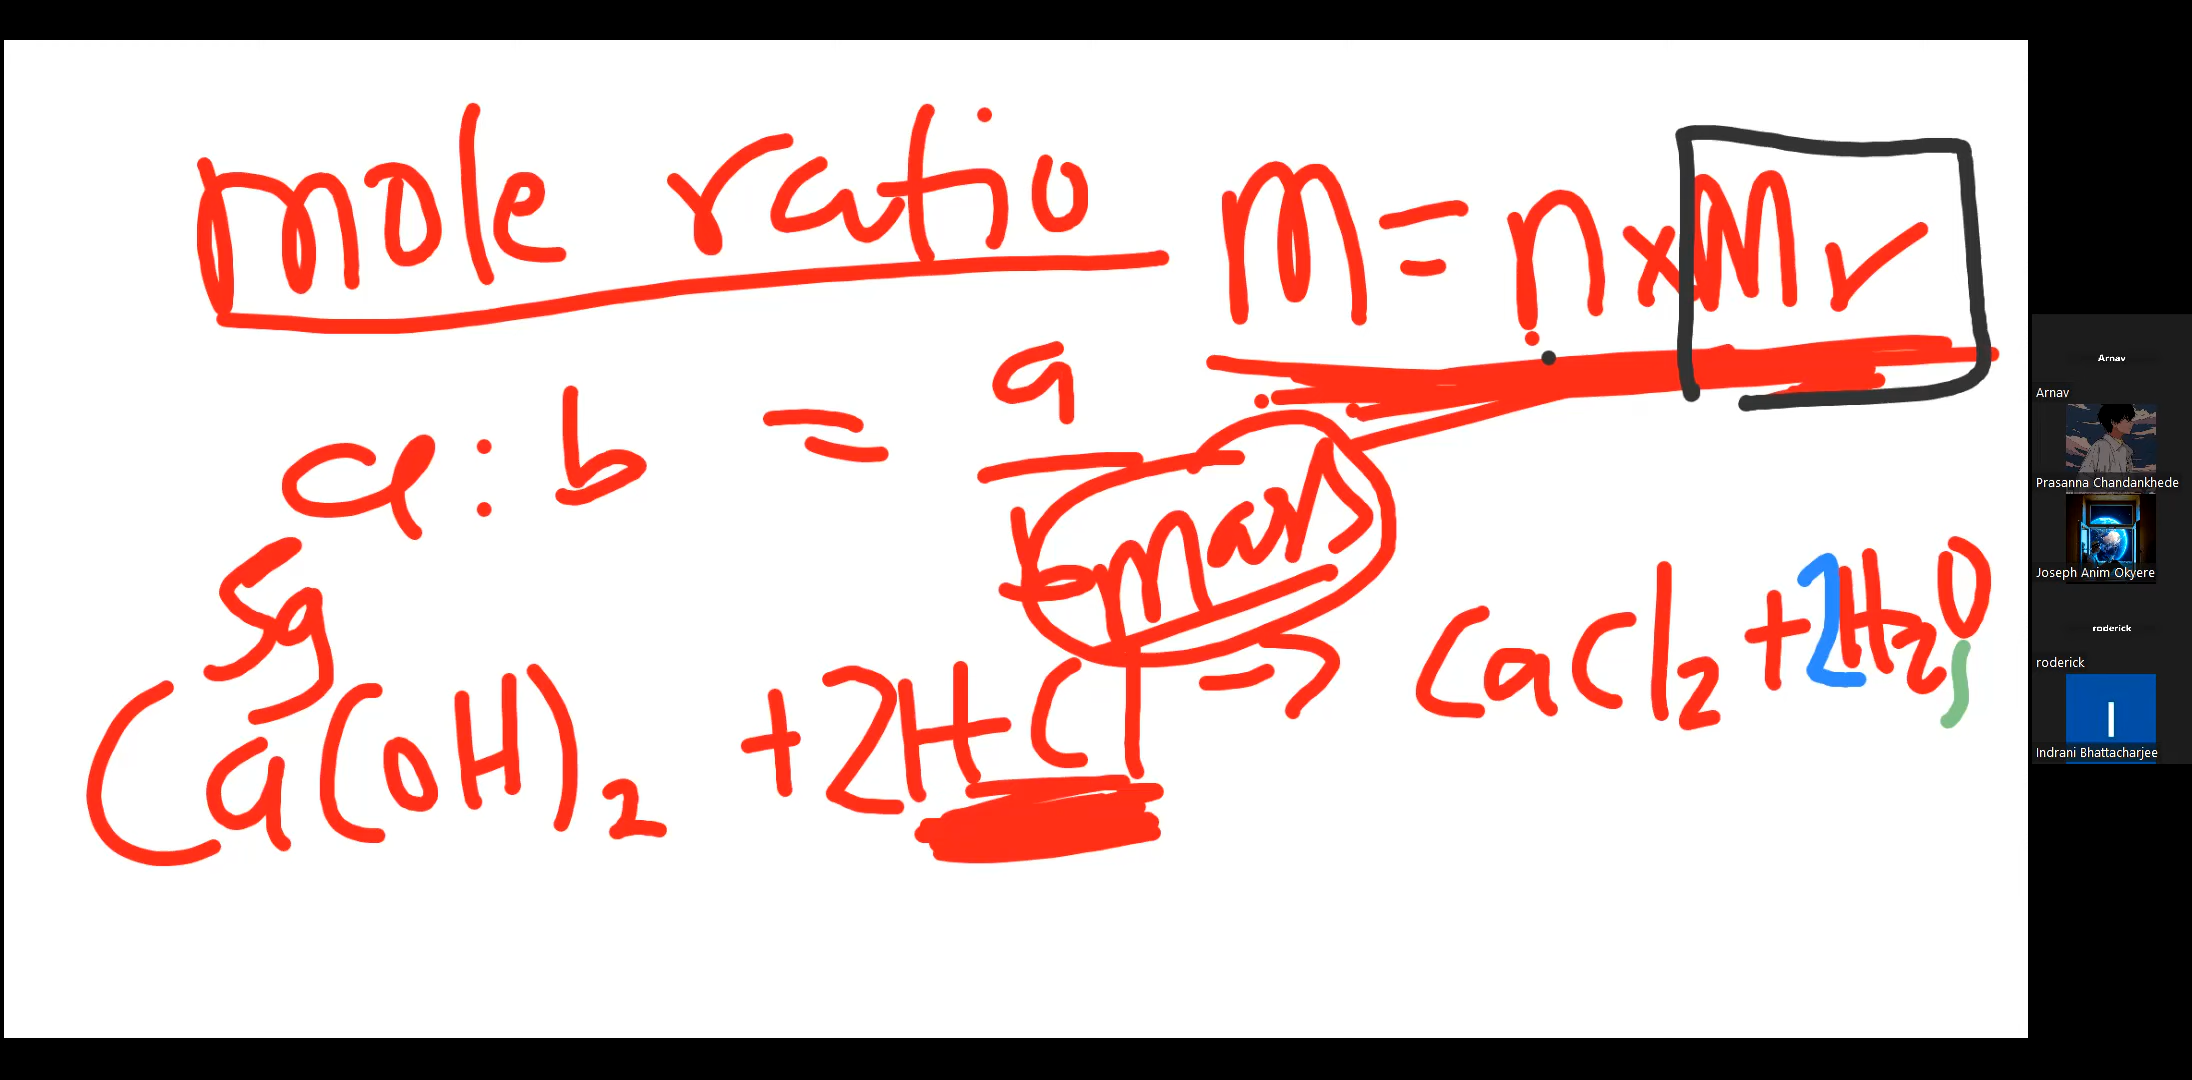 mole ratio m = n x Mr
a : b = a
b
mass
5g
Ca(OH)2 + 2HCl → CaCl2 + 2H2O
Arnav
Arnav
Prasanna Chandankhede
Joseph Anim Okyere
roderick
roderick
I
Indrani Bhattacharjee